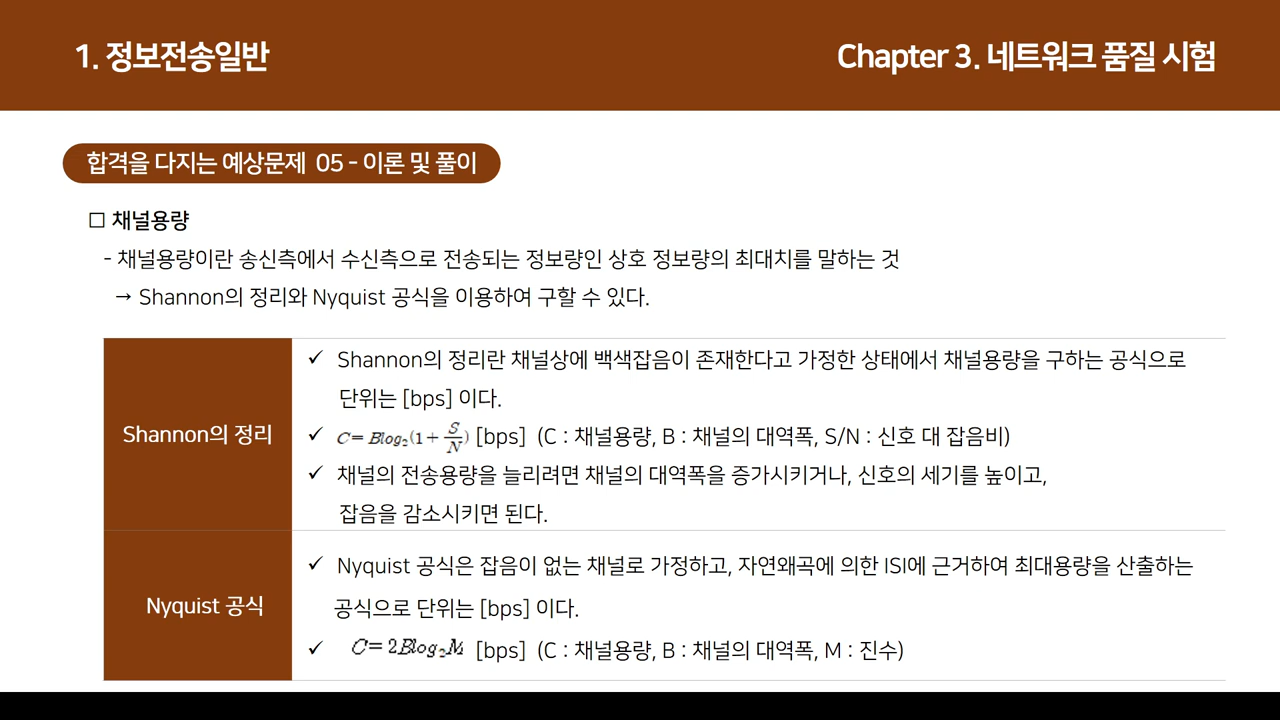 1. 정보전송일반
Chapter 3. 네트워크 품질 시험
합격을 다지는 예상문제 05 - 이론 및 풀이
□ 채널용량
- 채널용량이란 송신측에서 수신측으로 전송되는 정보량인 상호 정보량의 최대치를 말하는 것
→ Shannon의 정리와 Nyquist 공식을 이용하여 구할 수 있다.
Shannon의 정리
✓ Shannon의 정리란 채널상에 백색잡음이 존재한다고 가정한 상태에서 채널용량을 구하는 공식으로
단위는 [bps] 이다.
✓ C = Blog₂(1+S/N) [bps] (C : 채널용량, B : 채널의 대역폭, S/N : 신호 대 잡음비)
✓ 채널의 전송용량을 늘리려면 채널의 대역폭을 증가시키거나, 신호의 세기를 높이고,
잡음을 감소시키면 된다.
Nyquist 공식
✓ Nyquist 공식은 잡음이 없는 채널로 가정하고, 자연왜곡에 의한 ISI에 근거하여 최대용량을 산출하는
공식으로 단위는 [bps] 이다.
✓ C = 2Blog₂M [bps] (C : 채널용량, B : 채널의 대역폭, M : 진수)